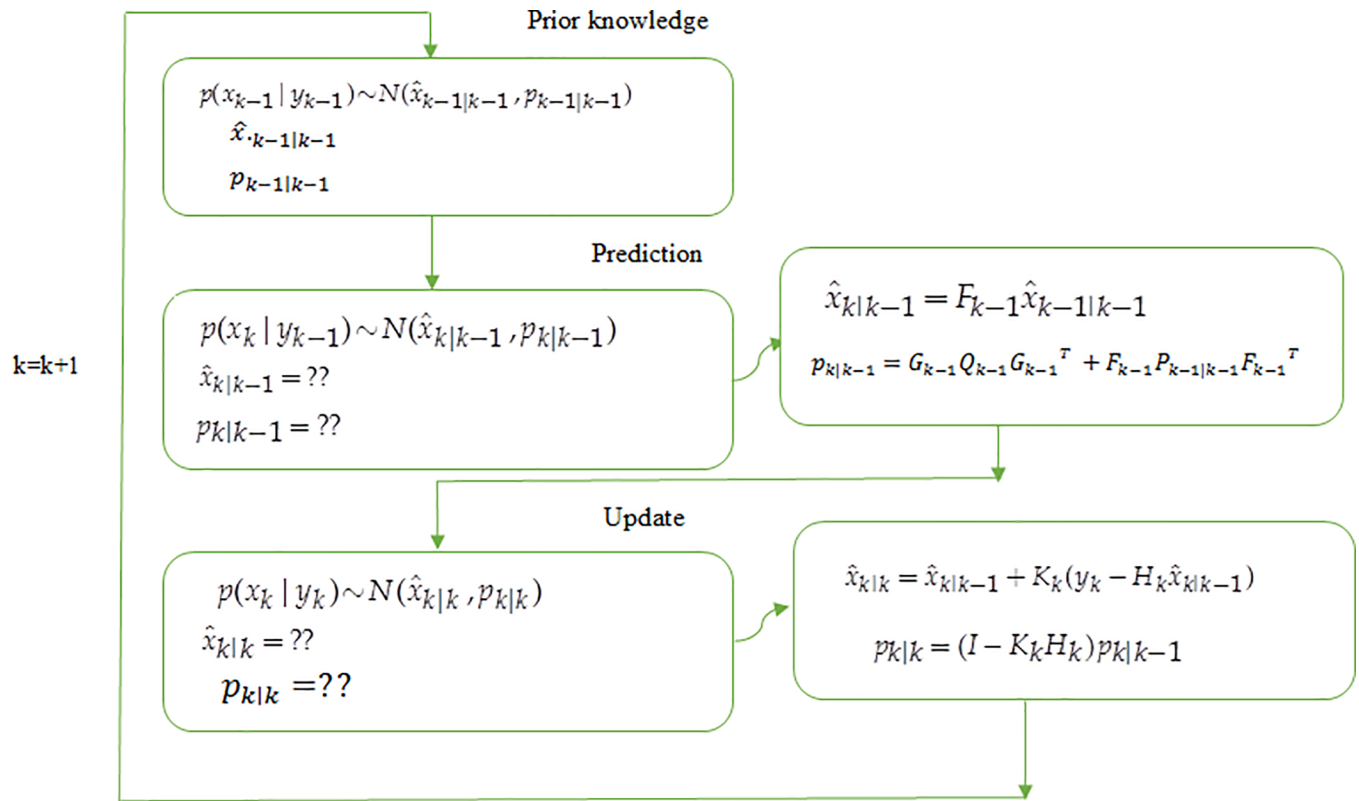 Prior knowledge
p(x_{k−1} | y_{k−1})~N(x̂_{k−1|k−1}, p_{k−1|k−1})
x̂._{k−1|k−1}
p_{k−1|k−1}
Prediction
p(x_k | y_{k−1})~N(x̂_{k|k−1}, p_{k|k−1})
x̂_{k|k−1} = ??
p_{k|k−1} = ??
x̂_{k|k−1} = F_{k−1}x̂_{k−1|k−1}
p_{k|k−1} = G_{k−1}Q_{k−1}G_{k−1}^T + F_{k−1}P_{k−1|k−1}F_{k−1}^T
k=k+1
Update
p(x_k | y_k)~N(x̂_{k|k}, p_{k|k})
x̂_{k|k} = ??
p_{k|k} =??
x̂_{k|k} = x̂_{k|k−1} + K_k(y_k − H_k x̂_{k|k−1})
p_{k|k} = (I − K_k H_k)p_{k|k−1}